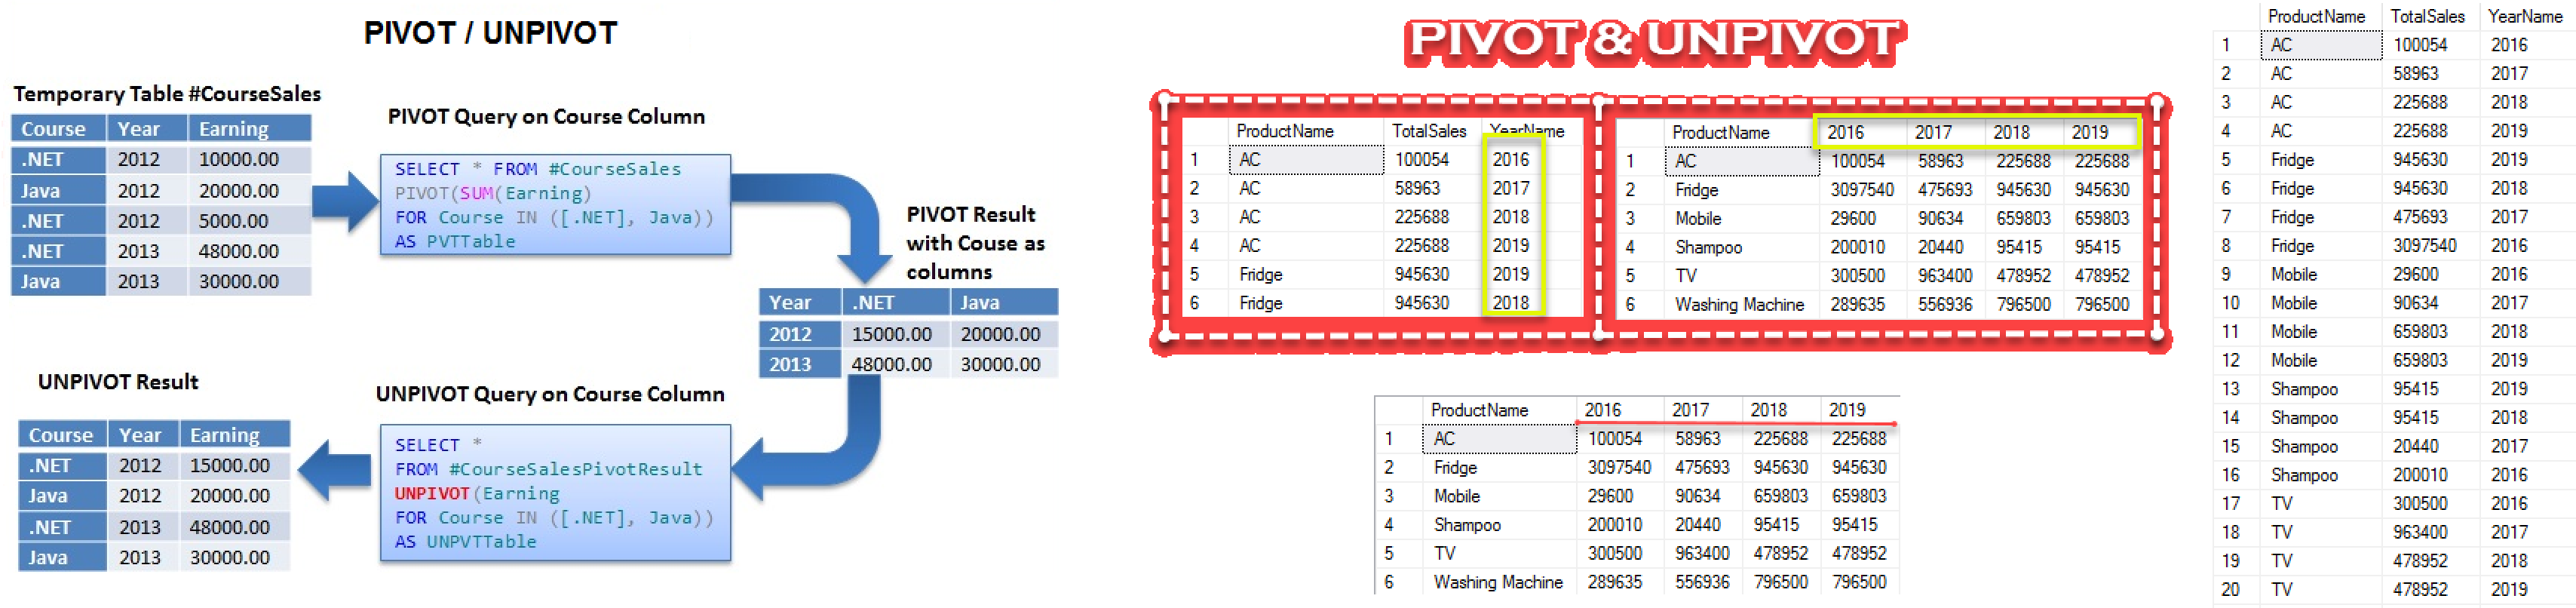 PIVOT / UNPIVOT
Temporary Table #CourseSales
Course Year Earning
.NET 2012 10000.00
Java 2012 20000.00
.NET 2012 5000.00
.NET 2013 48000.00
Java 2013 30000.00
PIVOT Query on Course Column
SELECT * FROM #CourseSales
PIVOT(SUM(Earning)
FOR Course IN ([.NET], Java))
AS PVTTable
PIVOT Result
with Couse as
columns
Year .NET Java
2012 15000.00 20000.00
2013 48000.00 30000.00
UNPIVOT Query on Course Column
SELECT *
FROM #CourseSalesPivotResult
UNPIVOT(Earning
FOR Course IN ([.NET], Java))
AS UNPVTTable
UNPIVOT Result
Course Year Earning
.NET 2012 15000.00
Java 2012 20000.00
.NET 2013 48000.00
Java 2013 30000.00
PIVOT & UNPIVOT
ProductName TotalSales YearName
1 AC 100054 2016
2 AC 58963 2017
3 AC 225688 2018
4 AC 225688 2019
5 Fridge 945630 2019
6 Fridge 945630 2018
ProductName 2016 2017 2018 2019
1 AC 100054 58963 225688 225688
2 Fridge 3097540 475693 945630 945630
3 Mobile 29600 90634 659803 659803
4 Shampoo 200010 20440 95415 95415
5 TV 300500 963400 478952 478952
6 Washing Machine 289635 556936 796500 796500
ProductName 2016 2017 2018 2019
1 AC 100054 58963 225688 225688
2 Fridge 3097540 475693 945630 945630
3 Mobile 29600 90634 659803 659803
4 Shampoo 200010 20440 95415 95415
5 TV 300500 963400 478952 478952
6 Washing Machine 289635 556936 796500 796500
ProductName TotalSales YearName
1 AC 100054 2016
2 AC 58963 2017
3 AC 225688 2018
4 AC 225688 2019
5 Fridge 945630 2019
6 Fridge 945630 2018
7 Fridge 475693 2017
8 Fridge 3097540 2016
9 Mobile 29600 2016
10 Mobile 90634 2017
11 Mobile 659803 2018
12 Mobile 659803 2019
13 Shampoo 95415 2019
14 Shampoo 95415 2018
15 Shampoo 20440 2017
16 Shampoo 200010 2016
17 TV 300500 2016
18 TV 963400 2017
19 TV 478952 2018
20 TV 478952 2019